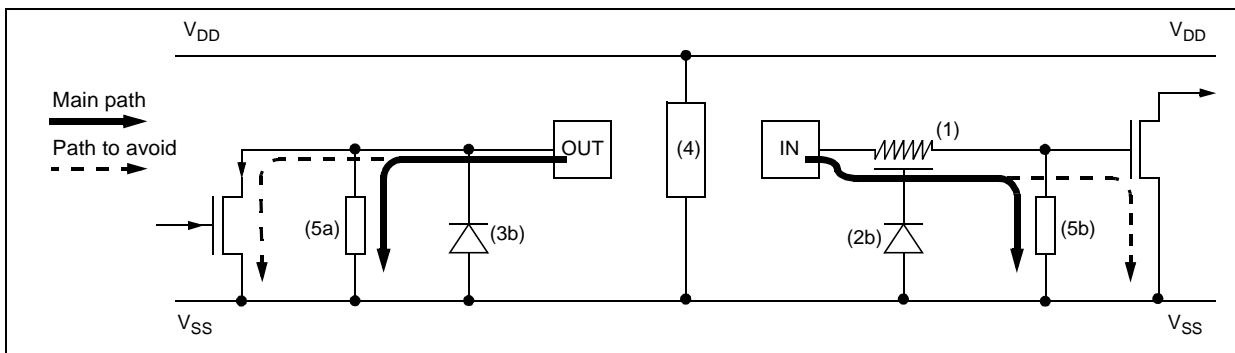 V_DD
V_DD
Main path
Path to avoid
OUT
(4)
IN
(1)
(5a)
(3b)
(2b)
(5b)
V_SS
V_SS